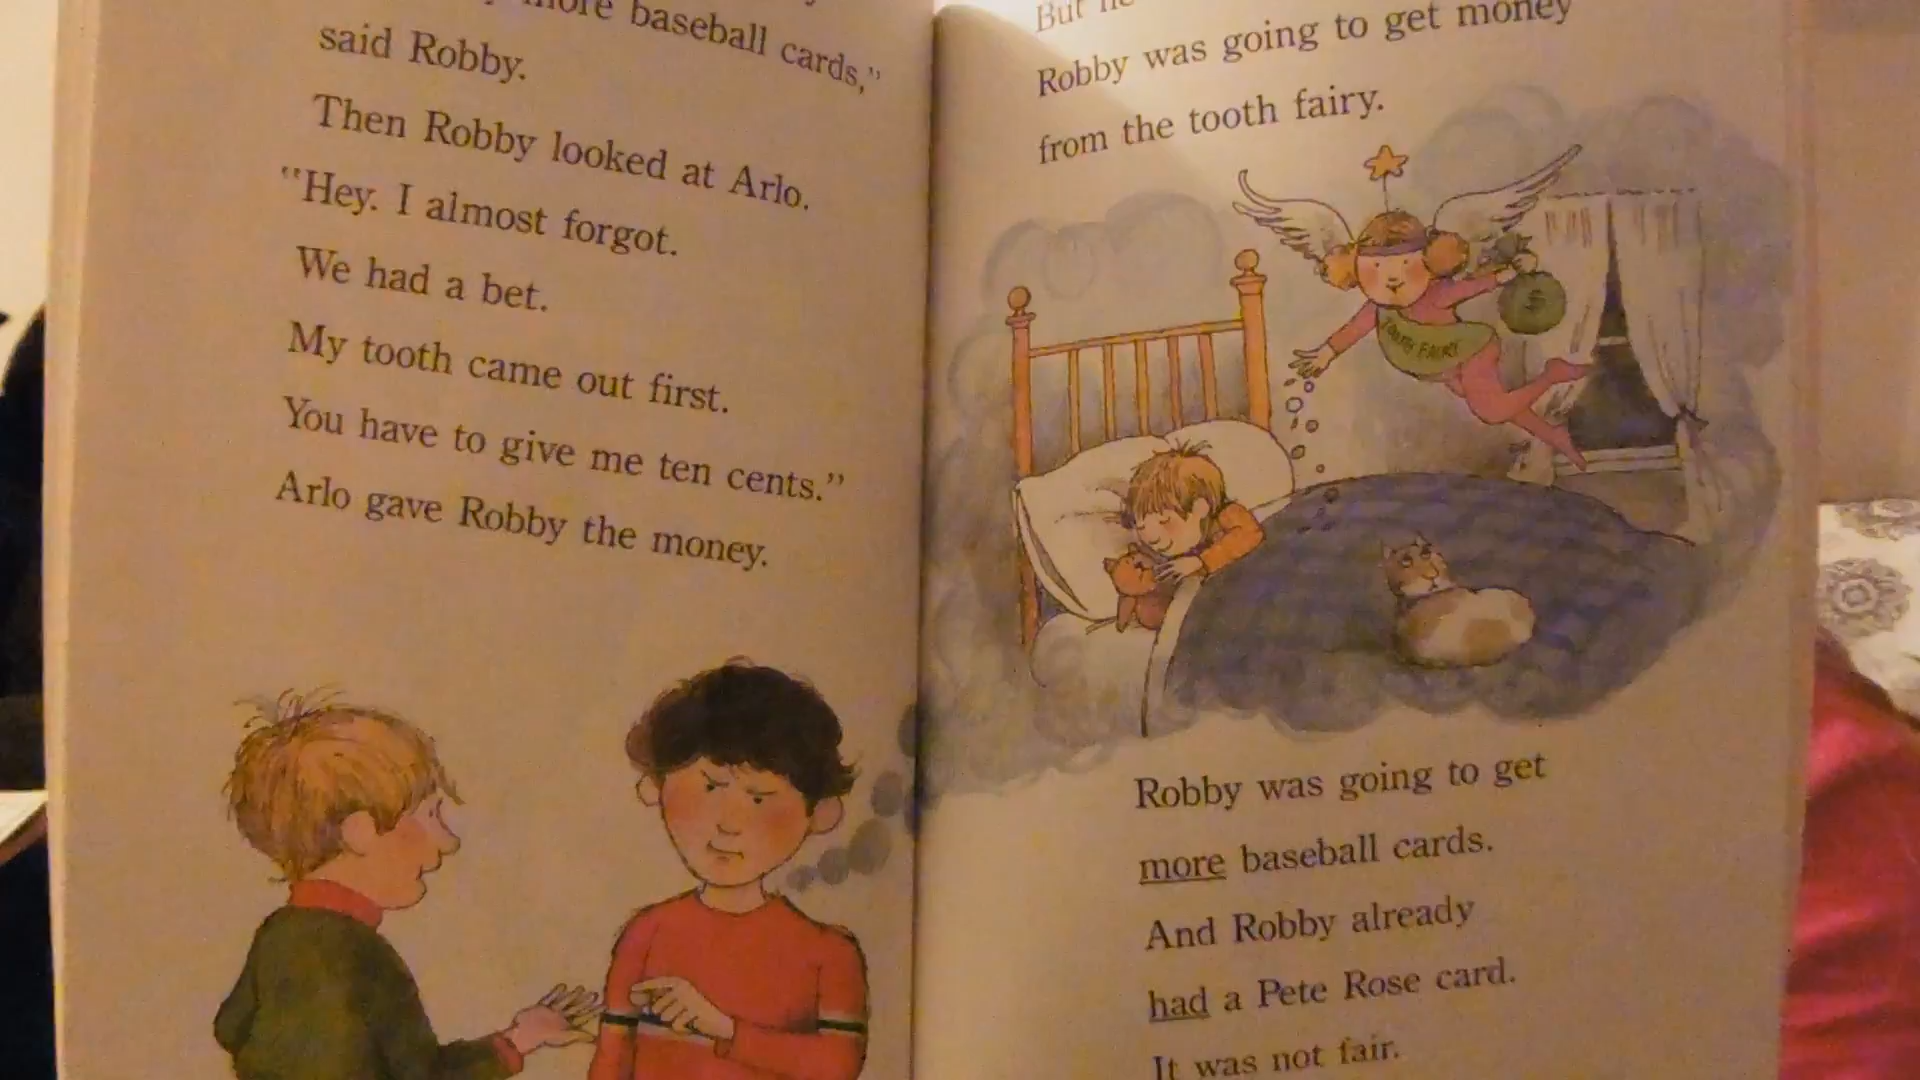 more baseball cards,"
said Robby.
Then Robby looked at Arlo.
"Hey. I almost forgot.
We had a bet.
My tooth came out first.
You have to give me ten cents."
Arlo gave Robby the money.
But he
Robby was going to get money
from the tooth fairy.
$
TOOTH FAIRY
Robby was going to get
more baseball cards.
And Robby already
had a Pete Rose card.
It was not fair.